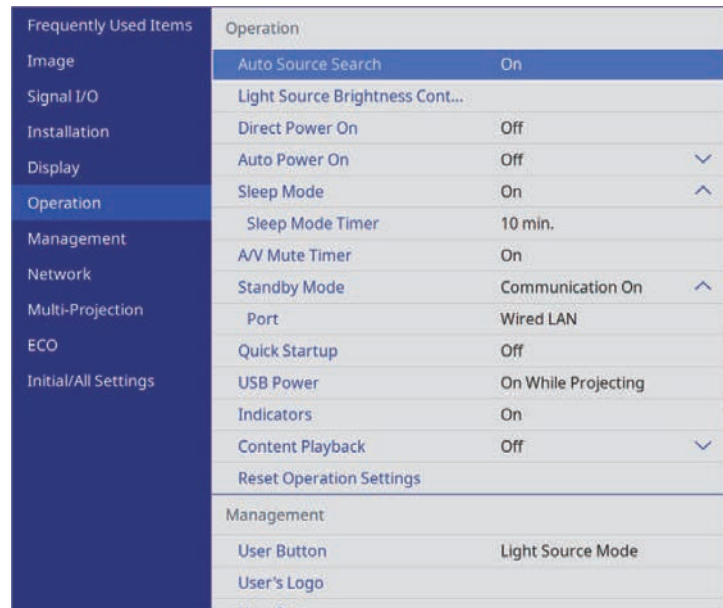 Frequently Used Items
Image
Signal I/O
Installation
Display
Operation
Management
Network
Multi-Projection
ECO
Initial/All Settings
Operation
Auto Source Search On
Light Source Brightness Cont...
Direct Power On Off
Auto Power On Off
Sleep Mode On
Sleep Mode Timer 10 min.
A/V Mute Timer On
Standby Mode Communication On
Port Wired LAN
Quick Startup Off
USB Power On While Projecting
Indicators On
Content Playback Off
Reset Operation Settings
Management
User Button Light Source Mode
User's Logo